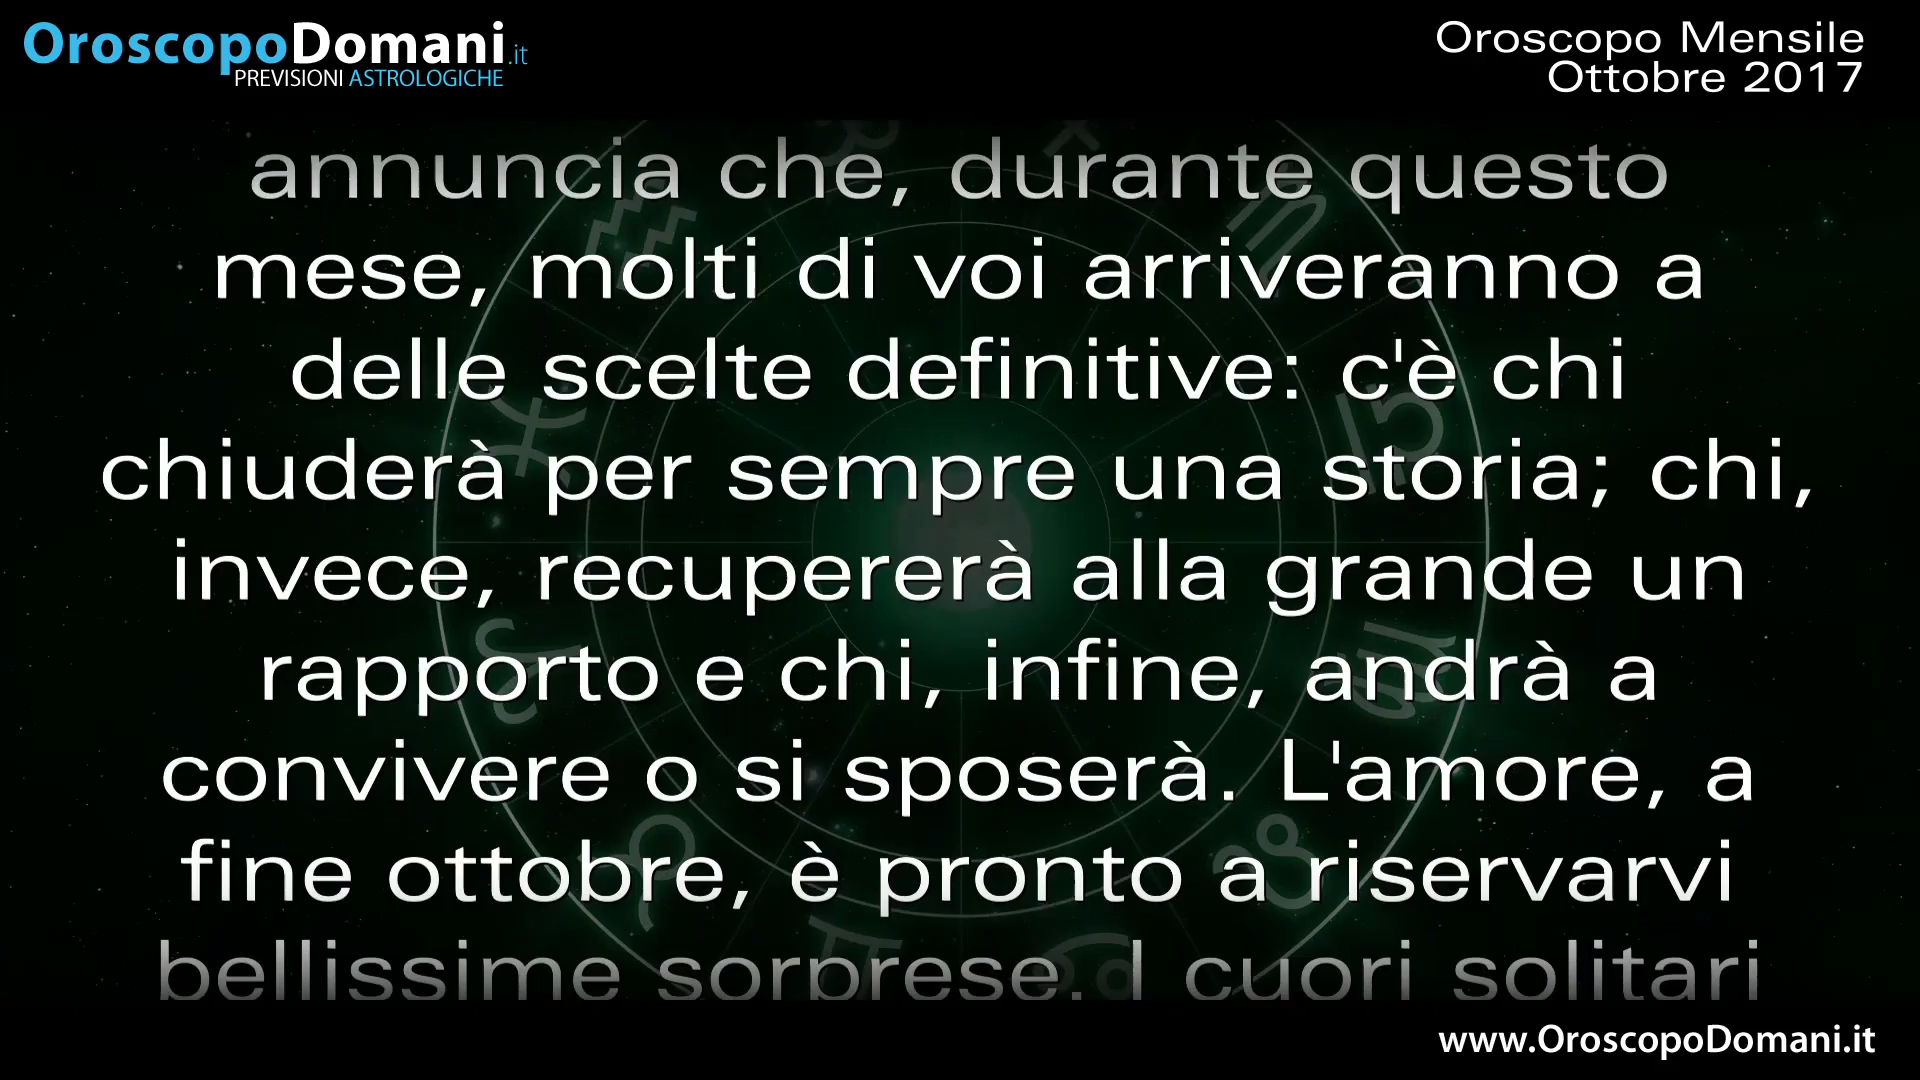 OroscopoDomani.it
PREVISIONI ASTROLOGICHE
Oroscopo Mensile
Ottobre 2017
annuncia che, durante questo
mese, molti di voi arriveranno a
delle scelte definitive: c'è chi
chiuderà per sempre una storia; chi,
invece, recupererà alla grande un
rapporto e chi, infine, andrà a
convivere o si sposerà. L'amore, a
fine ottobre, è pronto a riservarvi
bellissime sorprese. I cuori solitari
www.OroscopoDomani.it